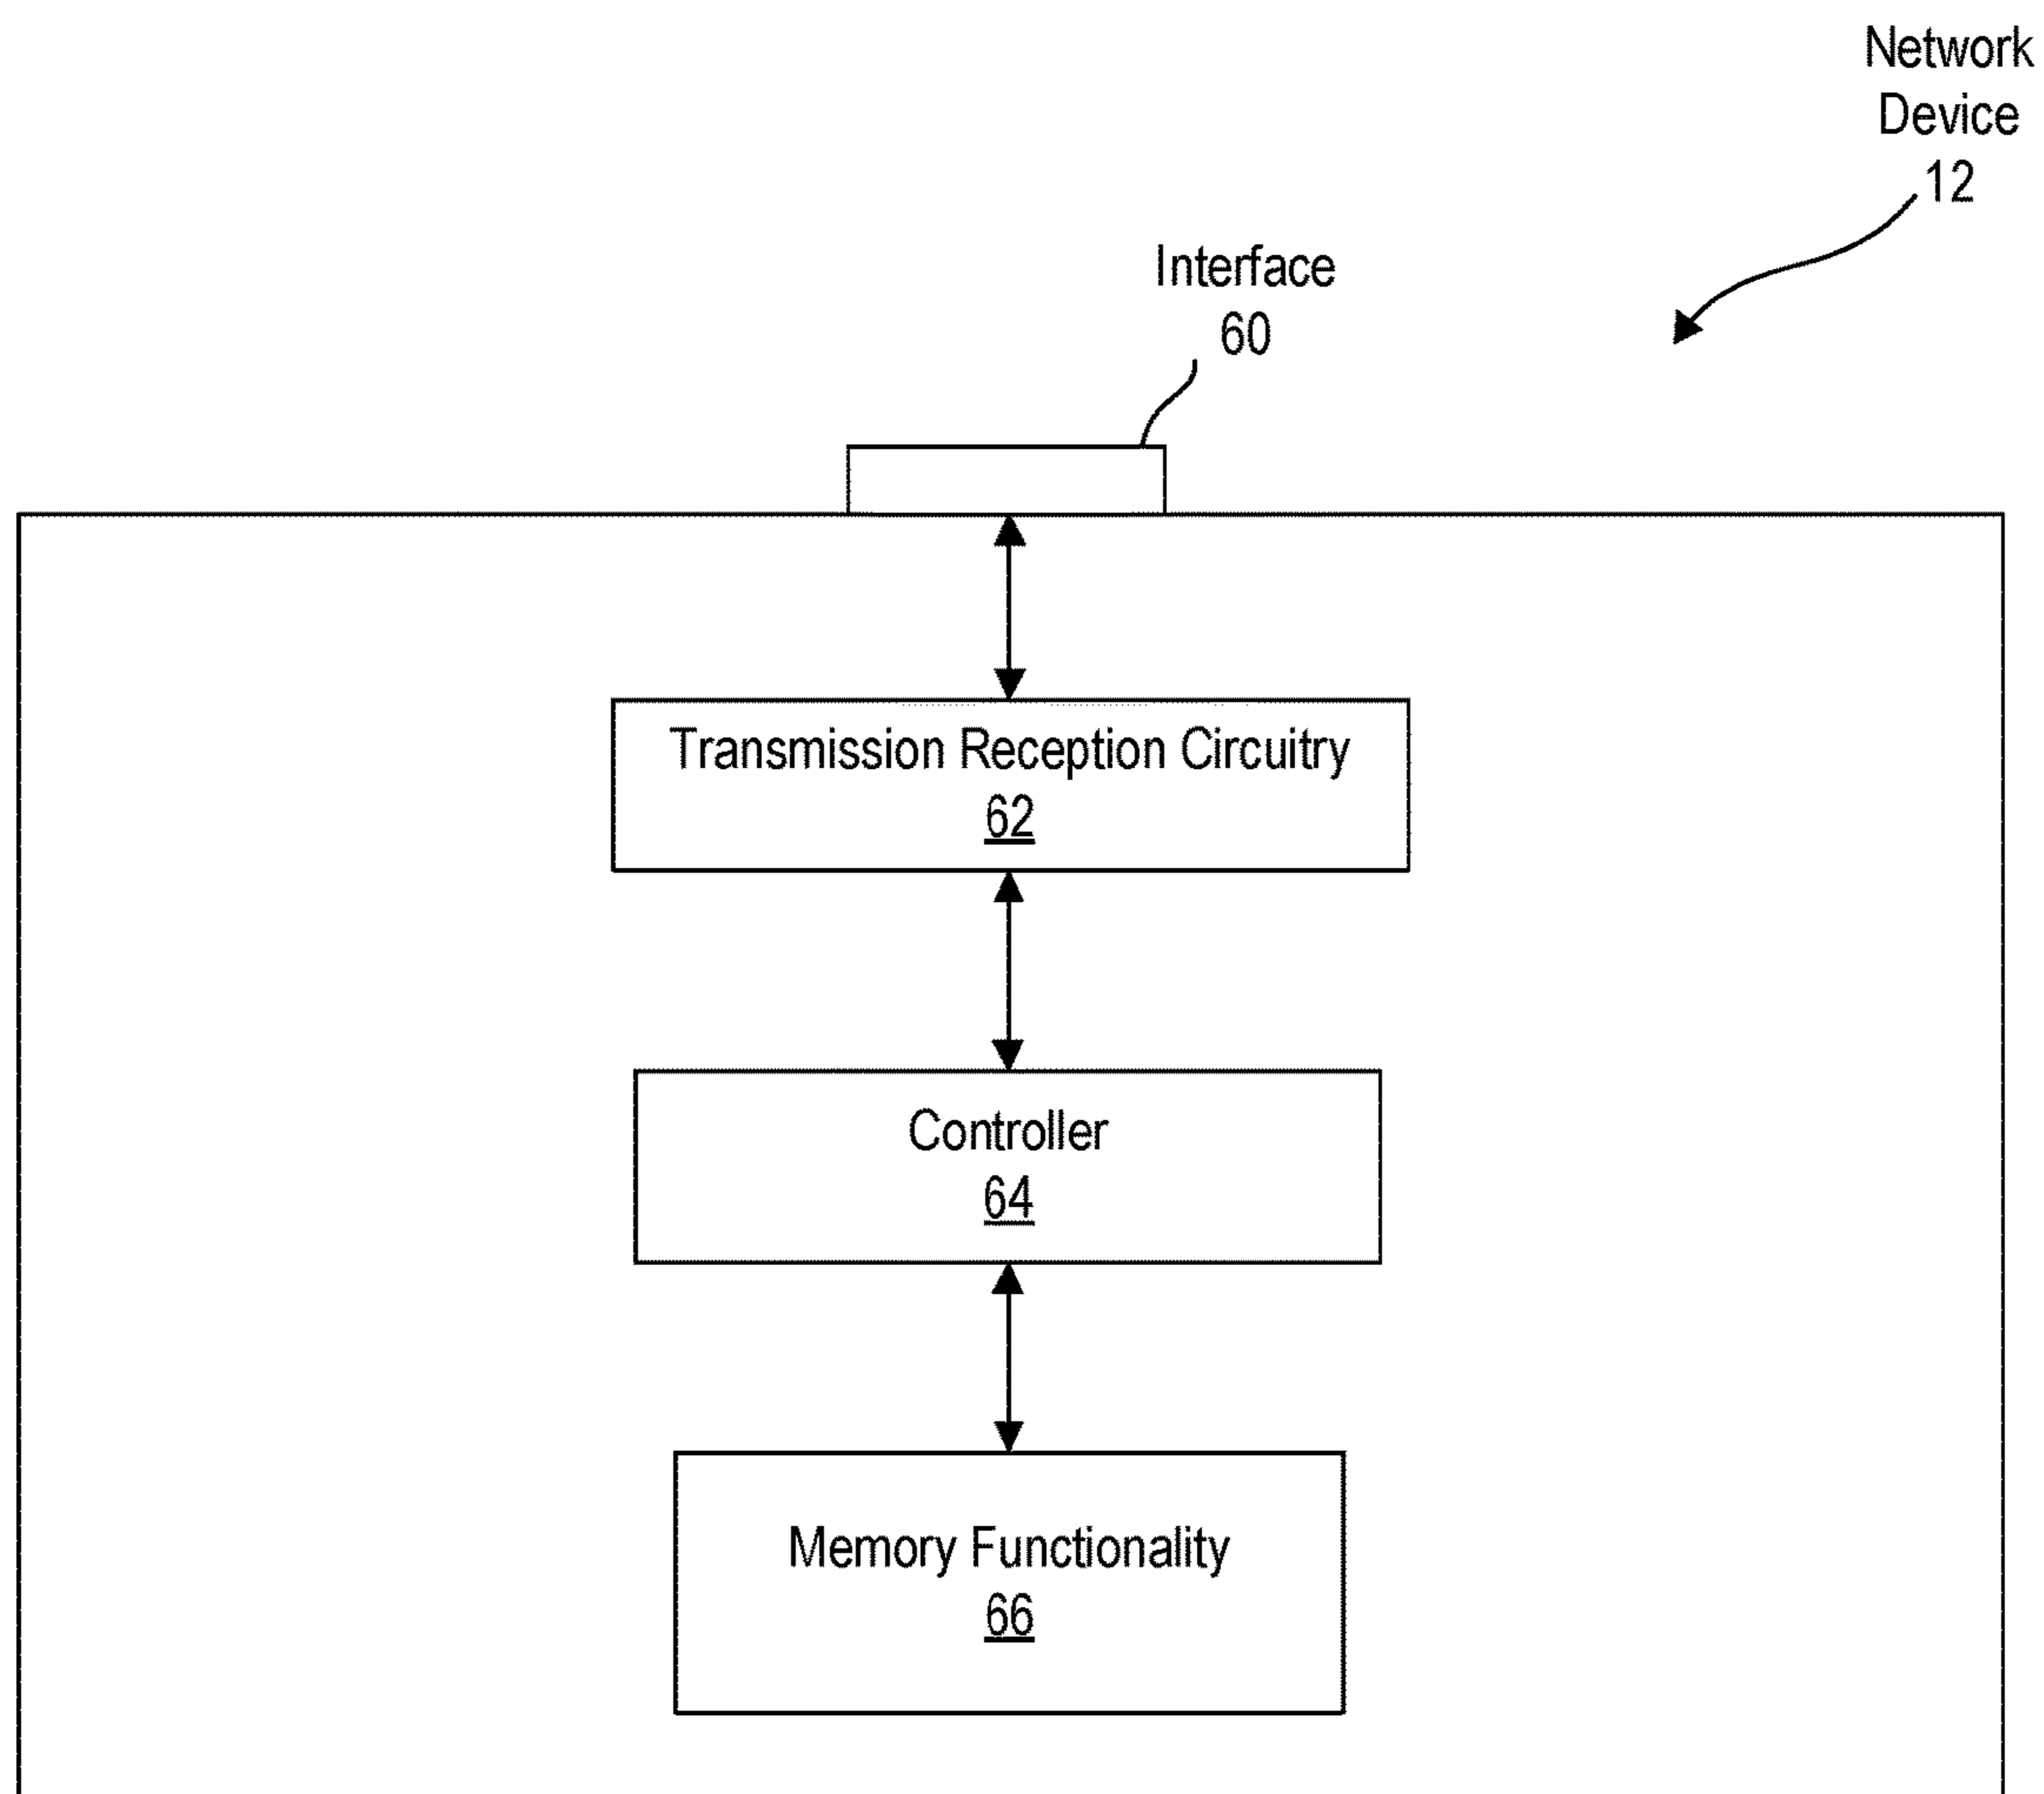 Network
Device
12
Interface
60
Transmission Reception Circuitry
62
Controller
64
Memory Functionality
66